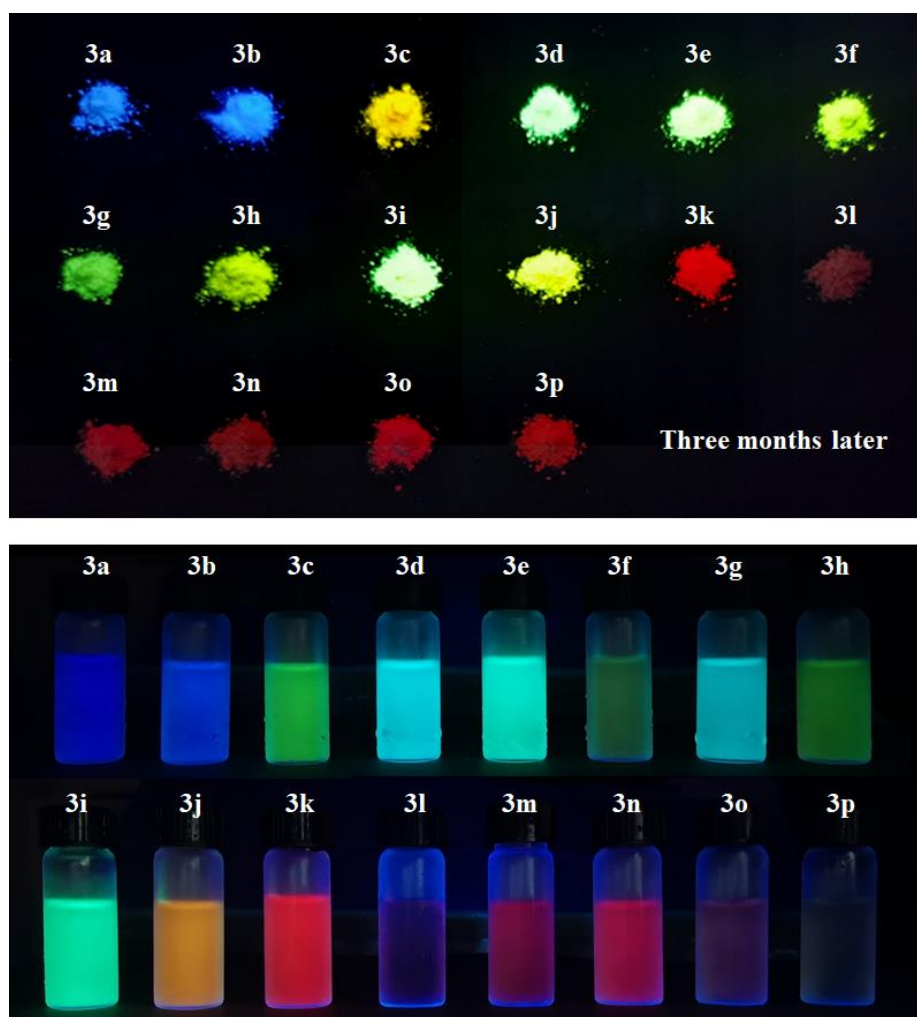 3a 3b 3c 3d 3e 3f
3g 3h 3i 3j 3k 3l
3m 3n 3o 3p
Three months later
3a 3b 3c 3d 3e 3f 3g 3h
3i 3j 3k 3l 3m 3n 3o 3p